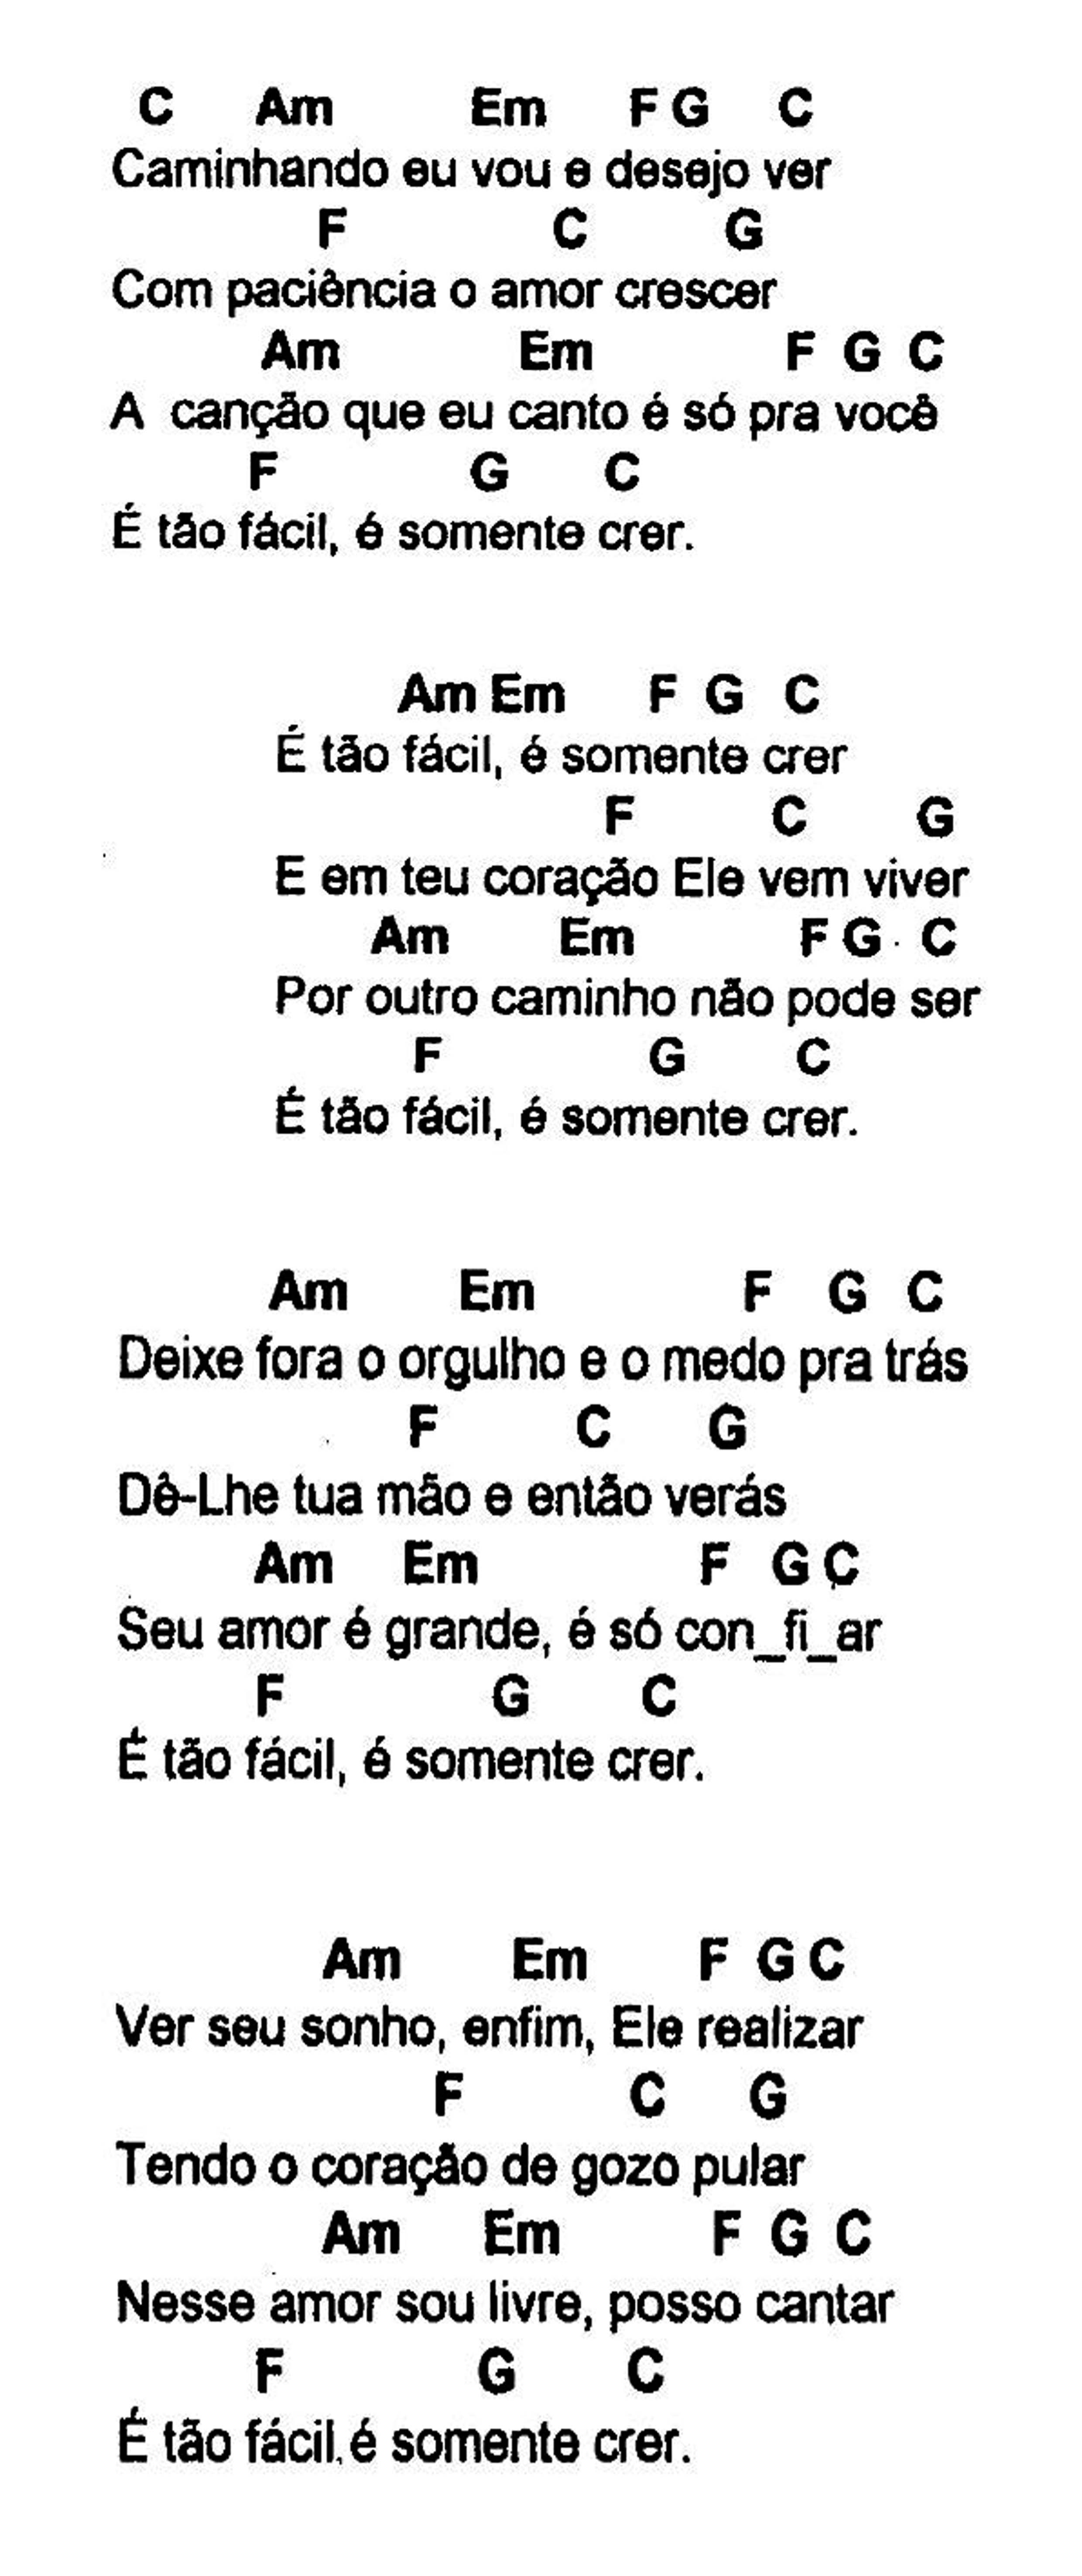 C Am Em F G C
Caminhando eu vou e desejo ver
F C G
Com paciência o amor crescer
Am Em F G C
A canção que eu canto é só pra você
F G C
É tão fácil, é somente crer.
Am Em F G C
É tão fácil, é somente crer
F C G
E em teu coração Ele vem viver
Am Em F G C
Por outro caminho não pode ser
F G C
É tão fácil, é somente crer.
Am Em F G C
Deixe fora o orgulho e o medo pra trás
F C G
Dê-Lhe tua mão e então verás
Am Em F G C
Seu amor é grande, é só con_fi_ar
F G C
É tão fácil, é somente crer.
Am Em F G C
Ver seu sonho, enfim, Ele realizar
F C G
Tendo o coração de gozo pular
Am Em F G C
Nesse amor sou livre, posso cantar
F G C
É tão fácil, é somente crer.